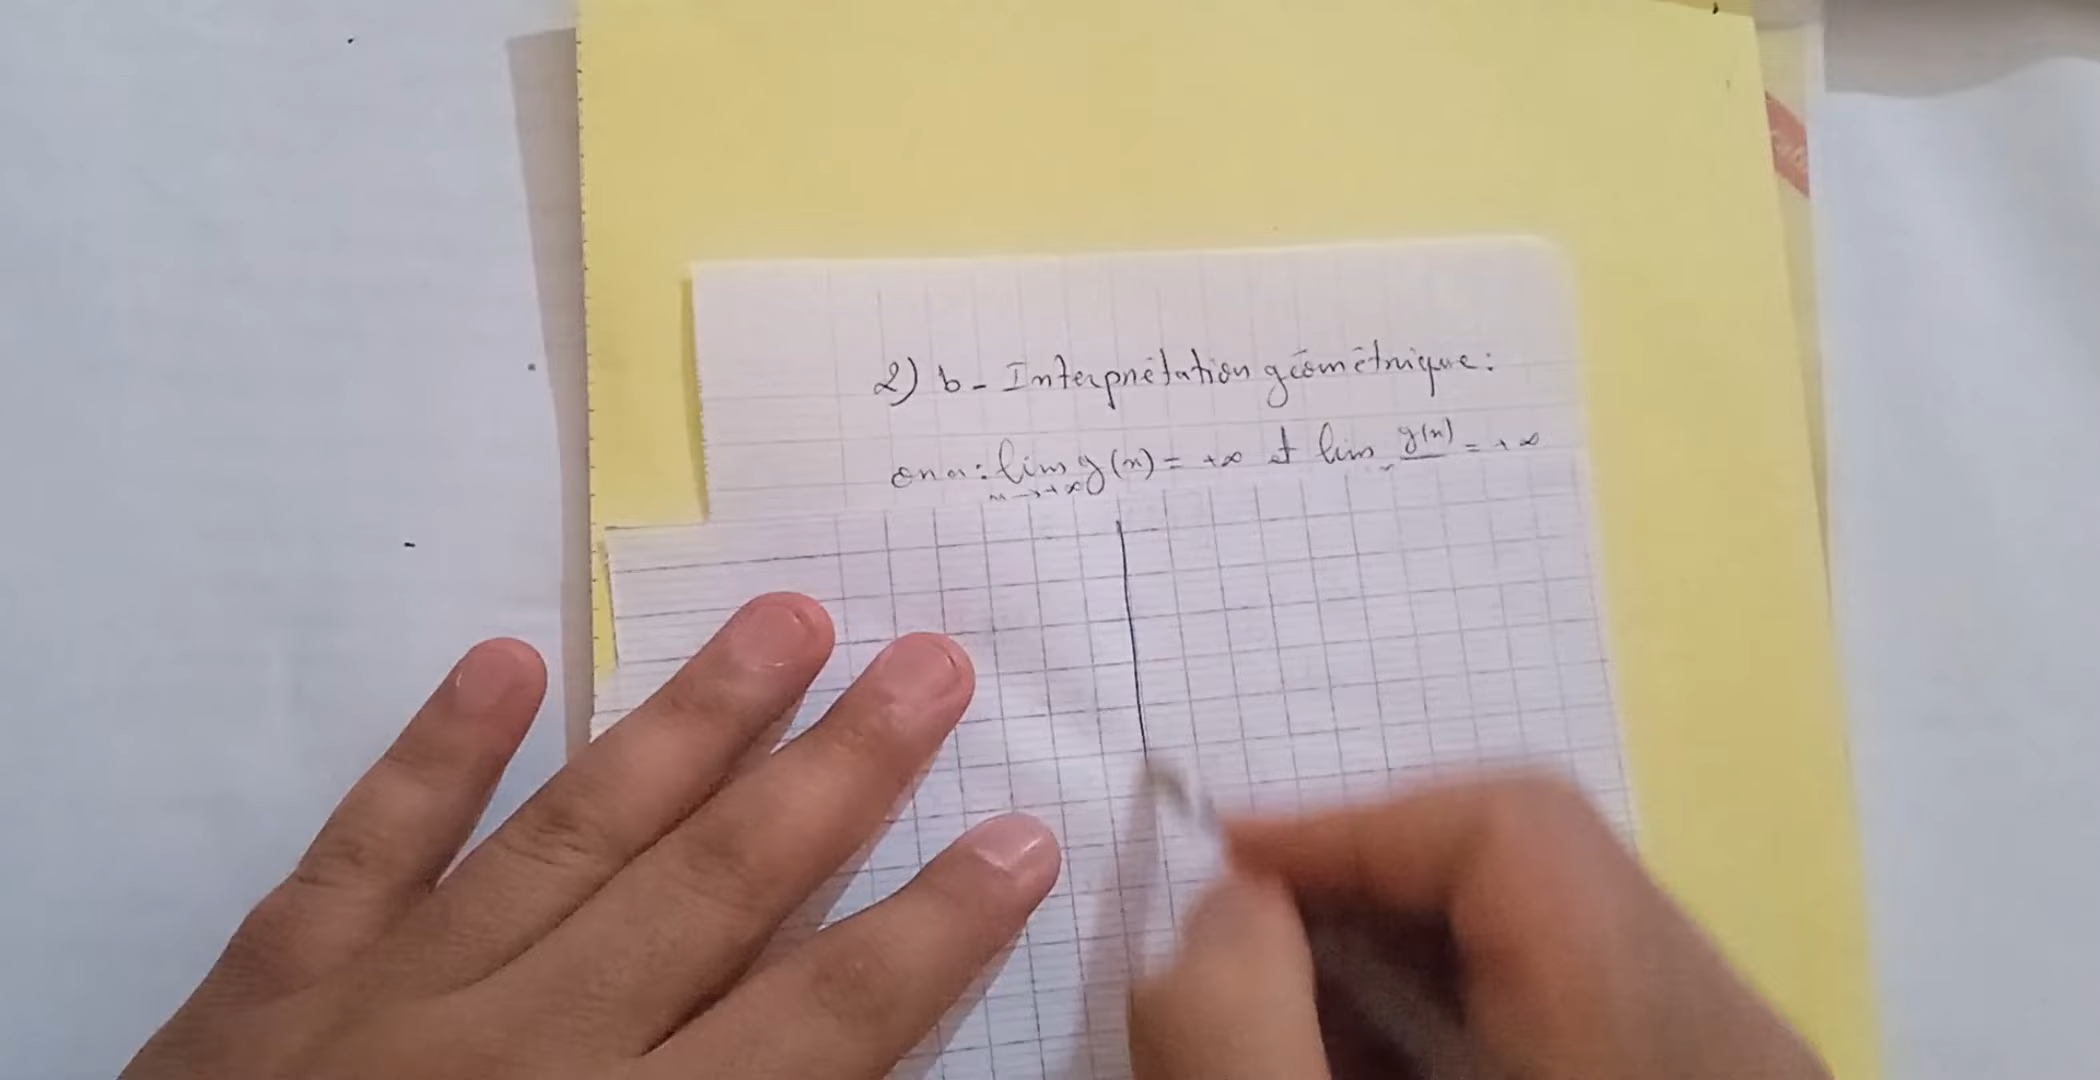 2) b - Interprétation géométrique:
on a: lim g(x) = +∞ et lim g(x) = +∞
x→+∞